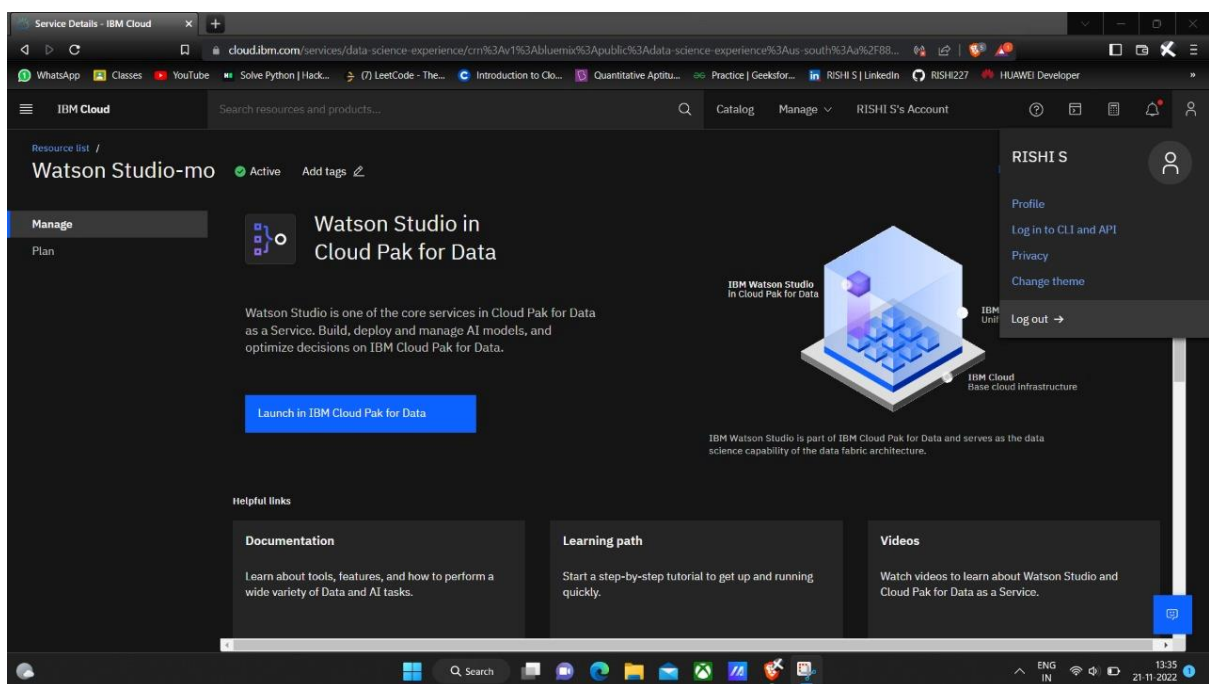 Service Details - IBM Cloud
cloud.ibm.com/services/data-science-experience/crn%3Av1%3Abluemix%3Apublic%3Adata-science-experience%3Aus-south%3Aa%2F88...
WhatsApp Classes YouTube Solve Python | Hack... (7) LeetCode - The... Introduction to Clo... Quantitative Aptitu... Practice | Geeksfor... RISHI S | LinkedIn RISHI227 HUAWEI Developer »
IBM Cloud Search resources and products... Catalog Manage RISHI S's Account
Resource list /
Watson Studio-mo Active Add tags
RISHI S
Profile
Log in to CLI and API
Privacy
Change theme
Log out →
Manage
Plan
Watson Studio in
Cloud Pak for Data
Watson Studio is one of the core services in Cloud Pak for Data
as a Service. Build, deploy and manage AI models, and
optimize decisions on IBM Cloud Pak for Data.
Launch in IBM Cloud Pak for Data
IBM Watson Studio
in Cloud Pak for Data
IBM
Unif
IBM Cloud
Base cloud infrastructure
IBM Watson Studio is part of IBM Cloud Pak for Data and serves as the data
science capability of the data fabric architecture.
Helpful links
Documentation
Learn about tools, features, and how to perform a
wide variety of Data and AI tasks.
Learning path
Start a step-by-step tutorial to get up and running
quickly.
Videos
Watch videos to learn about Watson Studio and
Cloud Pak for Data as a Service.
Search
ENG
IN
13:35
21-11-2022
1